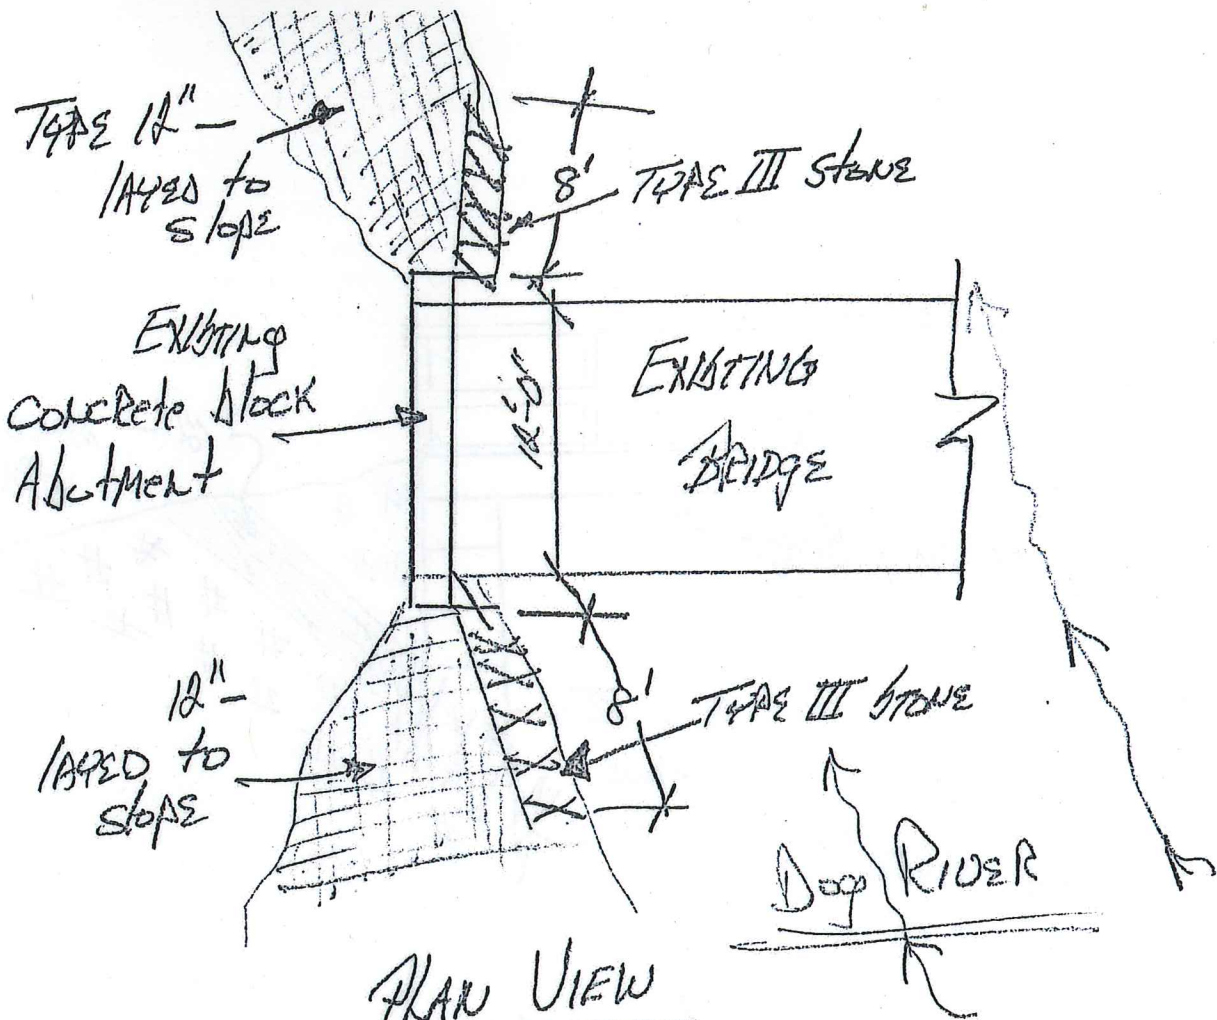 TYPE 12" -
LAYED to
SlopE
8'
TYPE III StonE
ExistINg
CONCRete block
AbutMent
12'-0"
EXISTING
BRIDgE
12" -
LAYED to
SlopE
8'
TYPE III StONE
Dog RIVER
PLAN VIEW